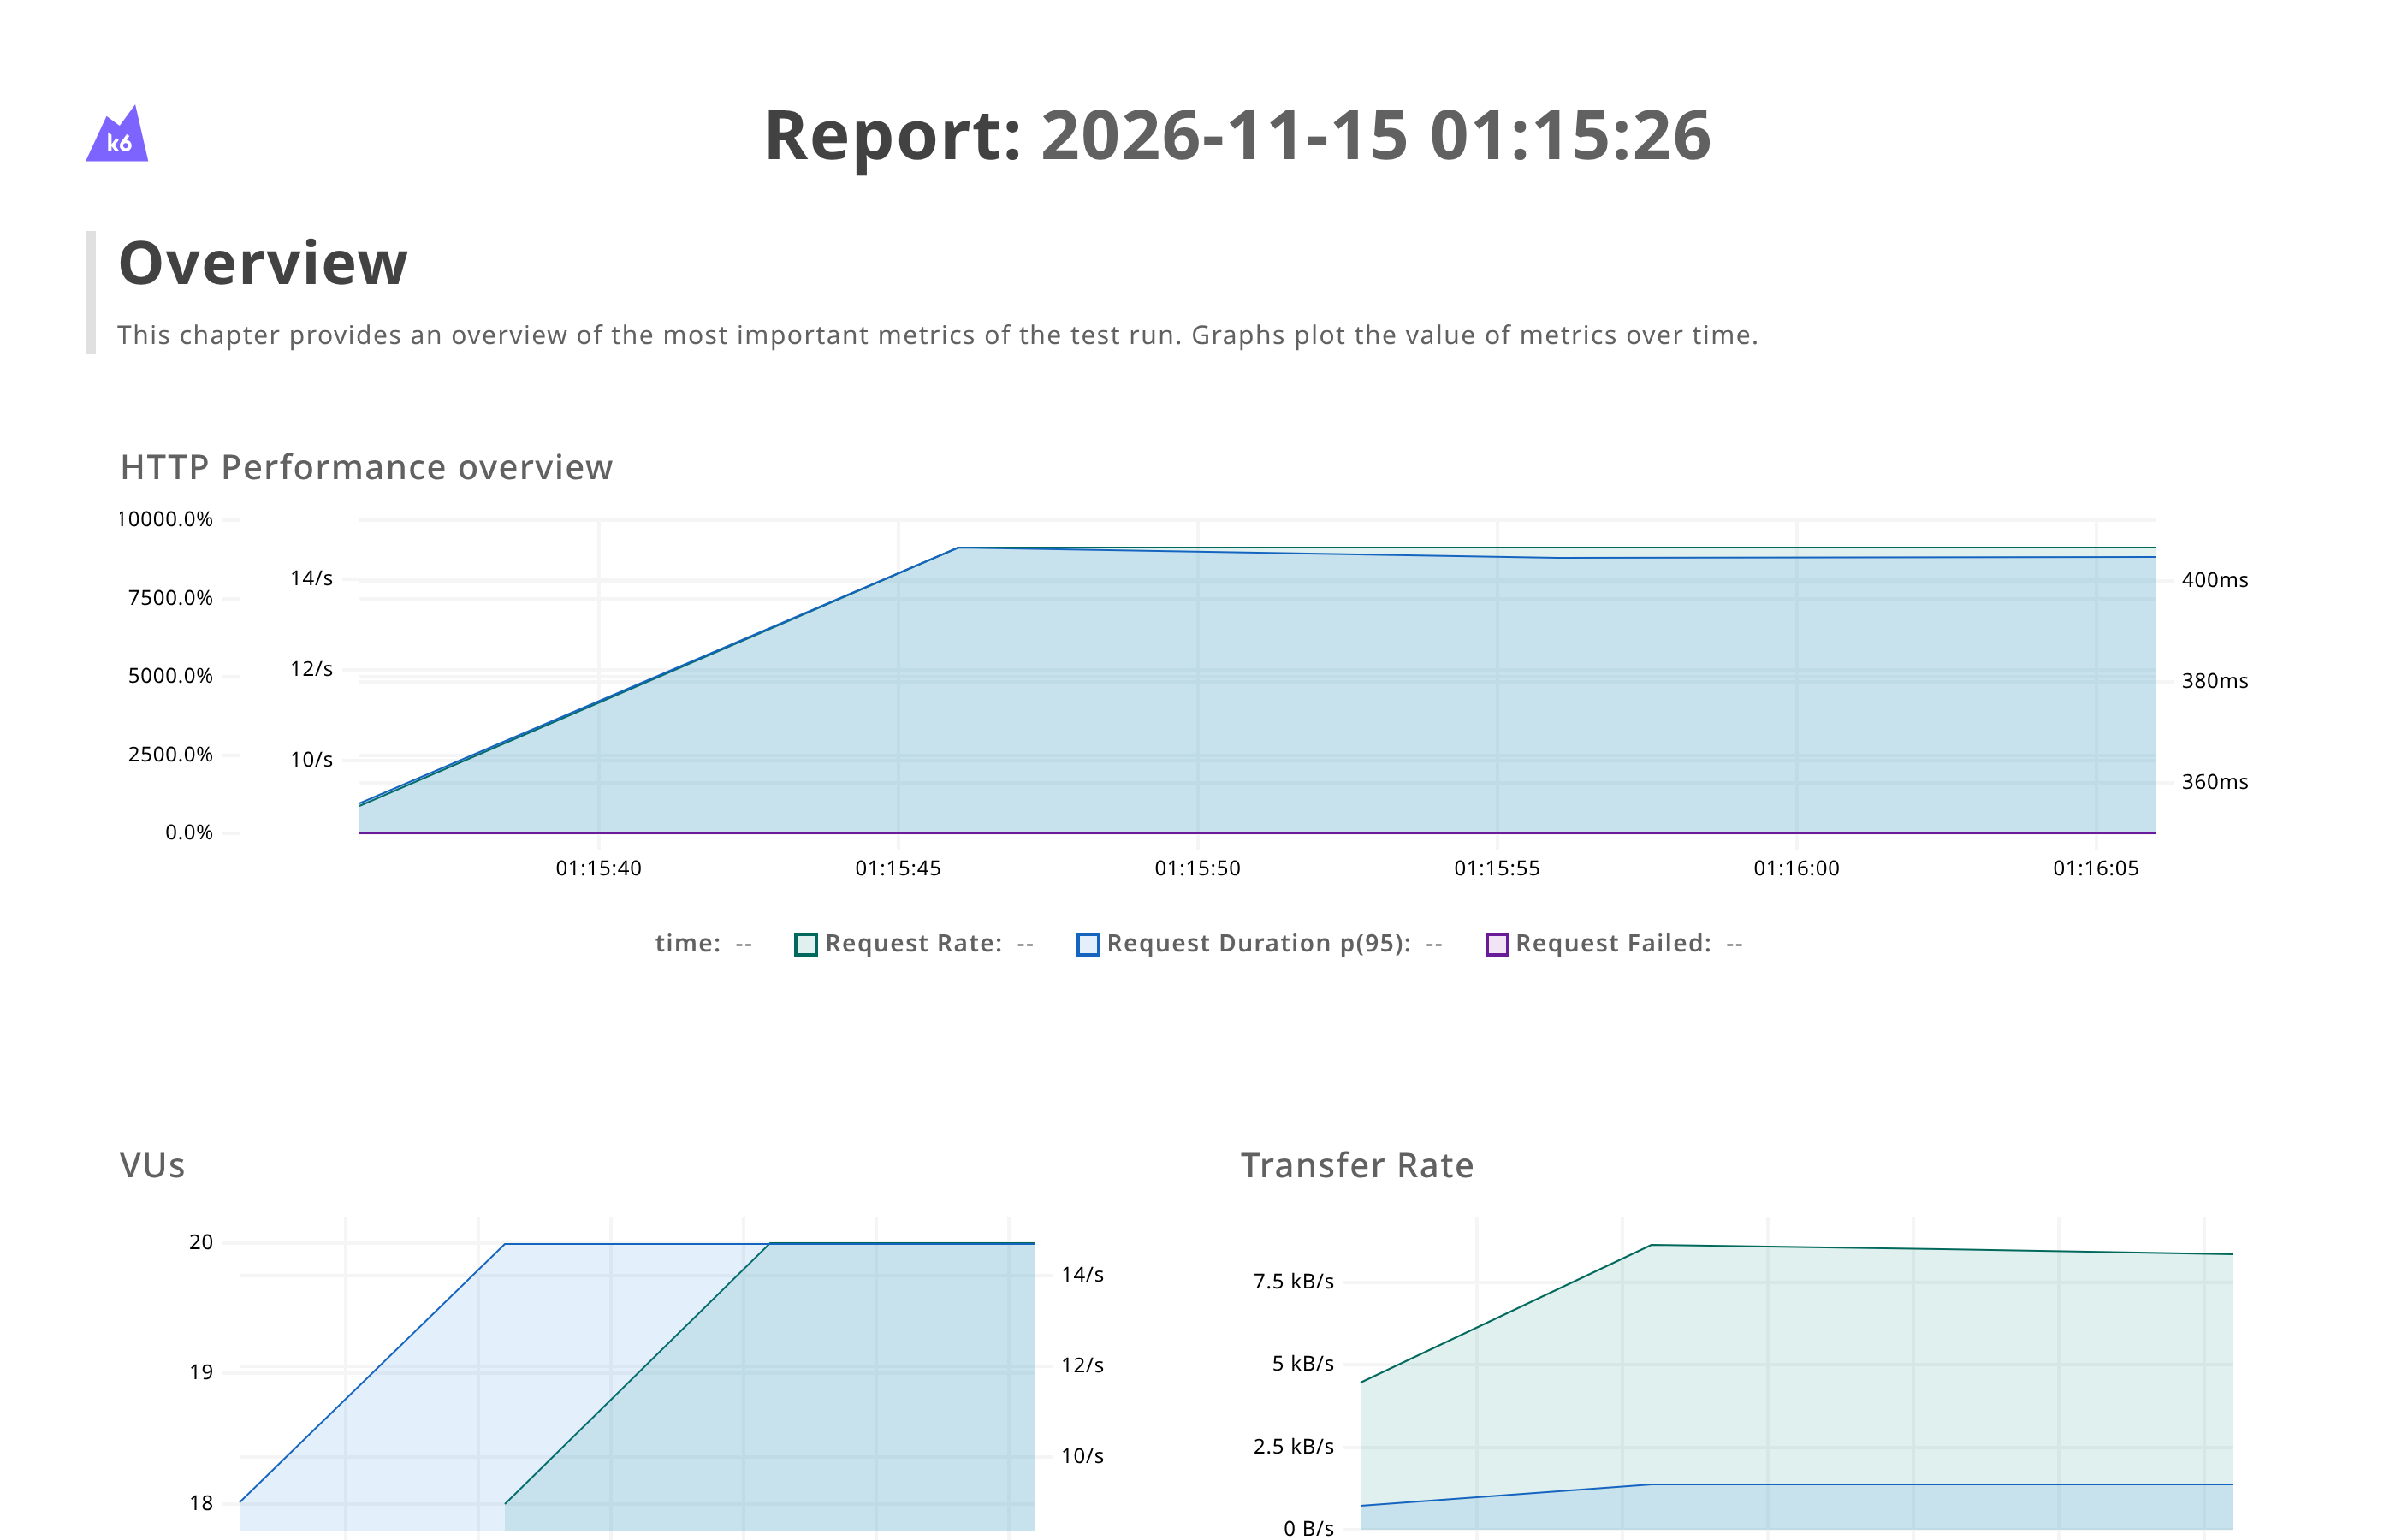 k6
Report: 2026-11-15 01:15:26
Overview
This chapter provides an overview of the most important metrics of the test run. Graphs plot the value of metrics over time.
HTTP Performance overview
10000.0%
7500.0%
5000.0%
2500.0%
0.0%
14/s
12/s
10/s
400ms
380ms
360ms
01:15:40 01:15:45 01:15:50 01:15:55 01:16:00 01:16:05
time: -- Request Rate: -- Request Duration p(95): -- Request Failed: --
VUs
20
19
18
14/s
12/s
10/s
Transfer Rate
7.5 kB/s
5 kB/s
2.5 kB/s
0 B/s